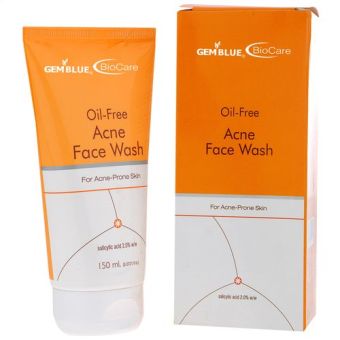 GEMBLUE BioCare
Oil-Free
Acne
Face Wash
For Acne-Prone Skin
salicylic acid 2.0% w/w
150 mL
GEMBLUE BioCare
Oil-Free
Acne
Face Wash
For Acne-Prone Skin
salicylic acid 2.0% w/w